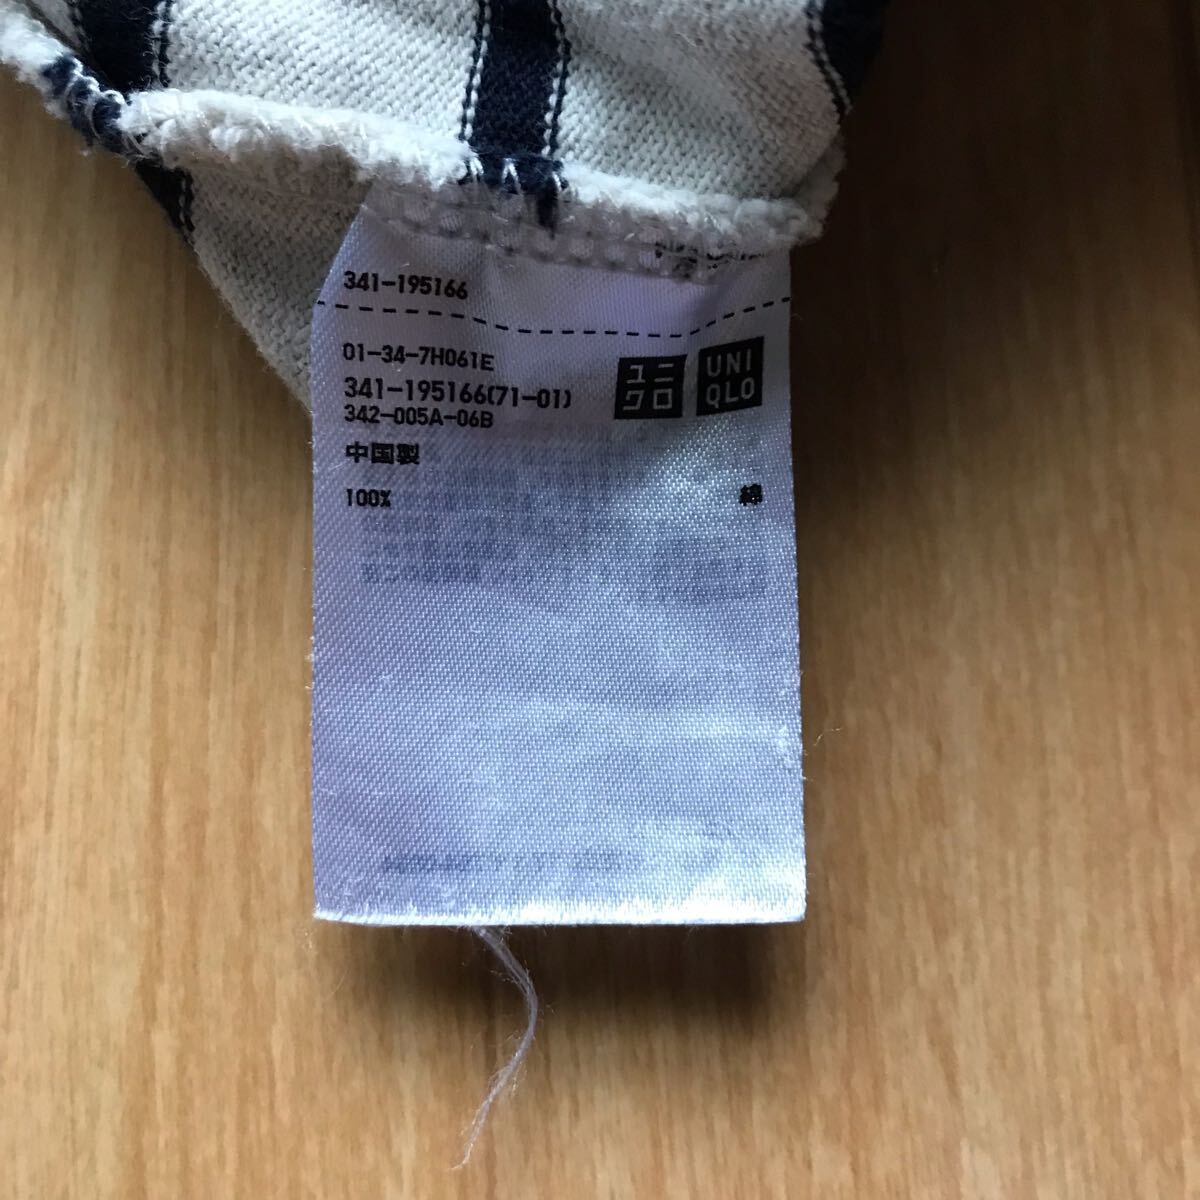 341-195166
01-34-7H061E
341-195166(71-01)
342-005A-06B
ユニ
クロ
UNI
QLO
中国製
100% 綿